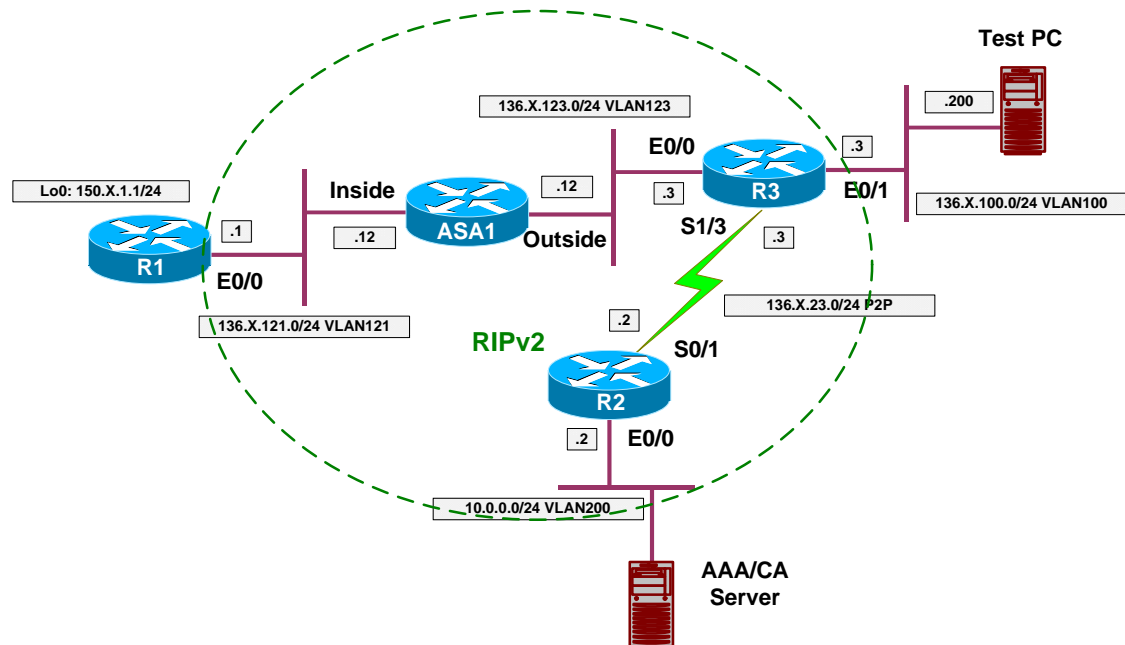 Test PC
136.X.123.0/24 VLAN123
.200
E0/0
.3
Lo0: 150.X.1.1/24
Inside
.12
.3
R3
E0/1
.1
.12
ASA1
Outside
S1/3
.3
136.X.100.0/24 VLAN100
R1
E0/0
136.X.23.0/24 P2P
136.X.121.0/24 VLAN121
.2
RIPv2
S0/1
R2
.2
E0/0
10.0.0.0/24 VLAN200
AAA/CA
Server